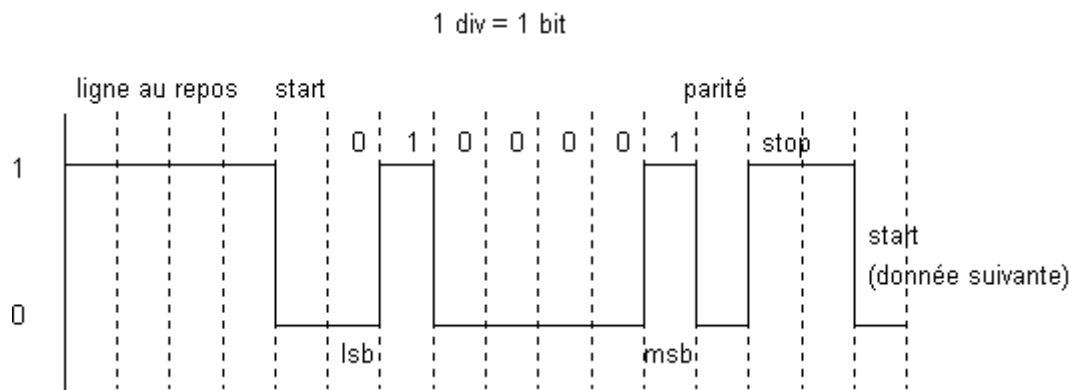 1 div = 1 bit
ligne au repos start parité
0 1 0 0 0 0 1 stop
1
start
(donnée suivante)
0
lsb msb